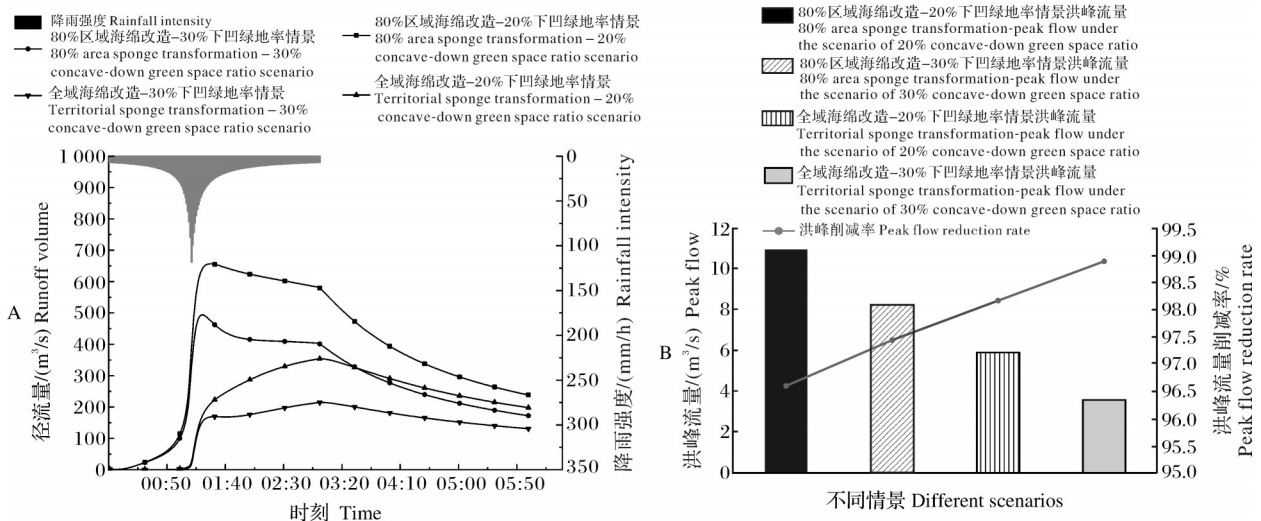 降雨强度 Rainfall intensity
80%区域海绵改造–30%下凹绿地率情景
80% area sponge transformation – 30%
concave-down green space ratio scenario
80%区域海绵改造–20%下凹绿地率情景
80% area sponge transformation – 20%
concave-down green space ratio scenario
全域海绵改造–30%下凹绿地率情景
Territorial sponge transformation – 30%
concave-down green space ratio scenario
全域海绵改造–20%下凹绿地率情景
Territorial sponge transformation – 20%
concave-down green space ratio scenario
A
径流量/(m³/s) Runoff volume
1 000
900
800
700
600
500
400
300
200
100
0
0
50
100
150
200
250
300
350
降雨强度/(mm/h) Rainfall intensity
00:50 01:40 02:30 03:20 04:10 05:00 05:50
时刻 Time
80%区域海绵改造–20%下凹绿地率情景洪峰流量
80% area sponge transformation-peak flow under
the scenario of 20% concave-down green space ratio
80%区域海绵改造–30%下凹绿地率情景洪峰流量
80% area sponge transformation-peak flow under
the scenario of 30% concave-down green space ratio
全域海绵改造–20%下凹绿地率情景洪峰流量
Territorial sponge transformation-peak flow under
the scenario of 20% concave-down green space ratio
全域海绵改造–30%下凹绿地率情景洪峰流量
Territorial sponge transformation-peak flow under
the scenario of 30% concave-down green space ratio
洪峰削减率 Peak flow reduction rate
B
洪峰流量/(m³/s) Peak flow
12
10
8
6
4
2
0
99.5
99.0
98.0
97.5
97.0
96.5
96.0
95.5
95.0
洪峰流量削减率/%
Peak flow reduction rate
不同情景 Different scenarios